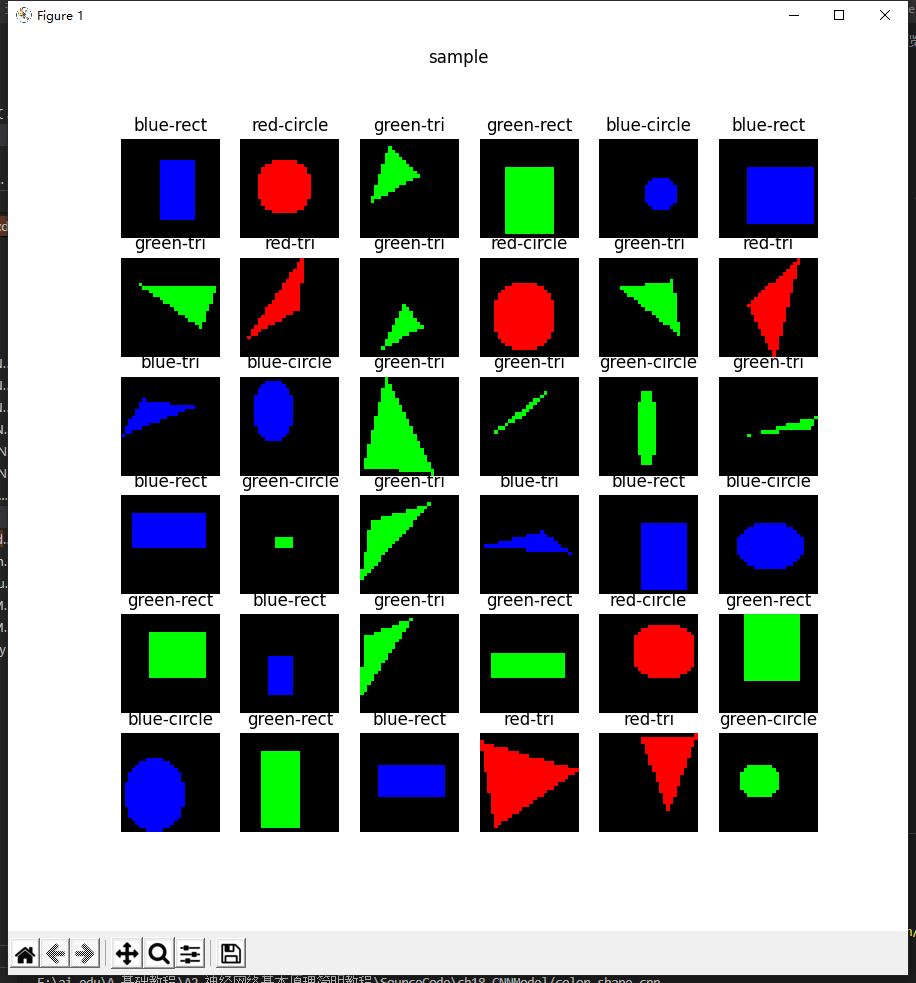 Figure 1
sample
blue-rect red-circle green-tri green-rect blue-circle blue-rect
green-tri red-tri green-tri red-circle green-tri red-tri
blue-tri blue-circle green-tri green-tri green-circle green-tri
blue-rect green-circle green-tri blue-tri blue-rect blue-circle
green-rect blue-rect green-tri green-rect red-circle green-rect
blue-circle green-rect blue-rect red-tri red-tri green-circle